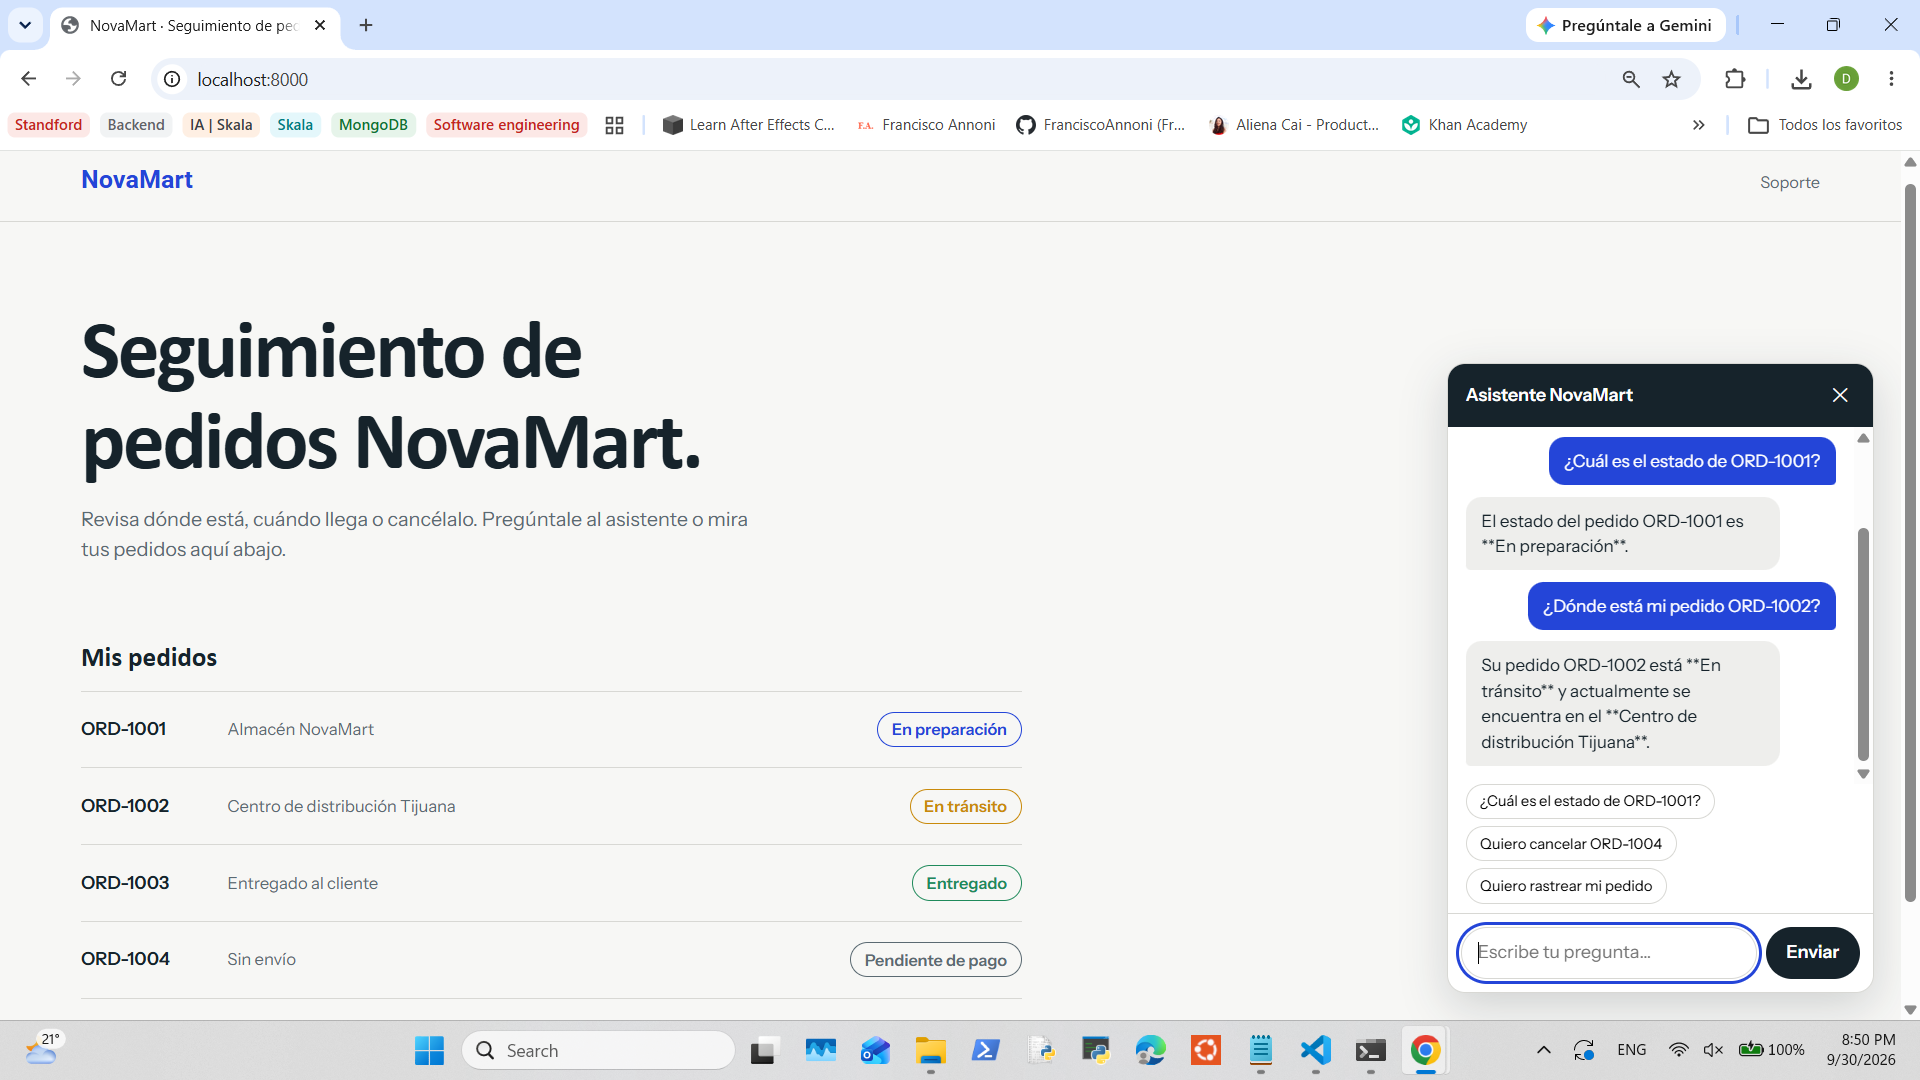 NovaMart · Seguimiento de pec
Pregúntale a Gemini
localhost:8000
D
Standford
Backend
IA | Skala
Skala
MongoDB
Software engineering
Learn After Effects C...
F.A.
Francisco Annoni
FranciscoAnnoni (Fr...
Aliena Cai - Product...
Khan Academy
Todos los favoritos
NovaMart
Soporte
Seguimiento de
pedidos NovaMart.
Revisa dónde está, cuándo llega o cancélalo. Pregúntale al asistente o mira
tus pedidos aquí abajo.
Mis pedidos
ORD-1001 Almacén NovaMart En preparación
ORD-1002 Centro de distribución Tijuana En tránsito
ORD-1003 Entregado al cliente Entregado
ORD-1004 Sin envío Pendiente de pago
Asistente NovaMart
¿Cuál es el estado de ORD-1001?
El estado del pedido ORD-1001 es
**En preparación**.
¿Dónde está mi pedido ORD-1002?
Su pedido ORD-1002 está **En
tránsito** y actualmente se
encuentra en el **Centro de
distribución Tijuana**.
¿Cuál es el estado de ORD-1001?
Quiero cancelar ORD-1004
Quiero rastrear mi pedido
Escribe tu pregunta...
Enviar
21°
Search
ENG
100%
8:50 PM
9/30/2026